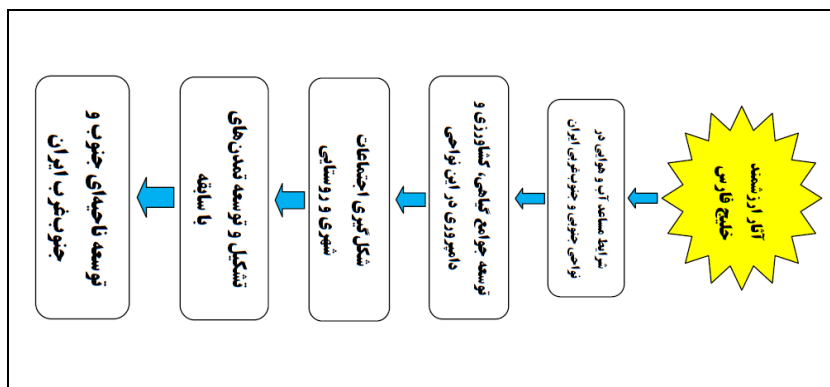 آثار ارزشمند
خلیج فارس
شرایط مساعد آب و هوایی در
نواحی جنوبی و جنوب‌غربی ایران
توسعه جوامع گیاهی، کشاورزی و
دامپروری در این نواحی
شکل‌گیری اجتماعات
شهری و روستایی
تشکیل و توسعه تمدن‌های
با سابقه
توسعه ناحیه‌ای جنوب و
جنوب‌غرب ایران